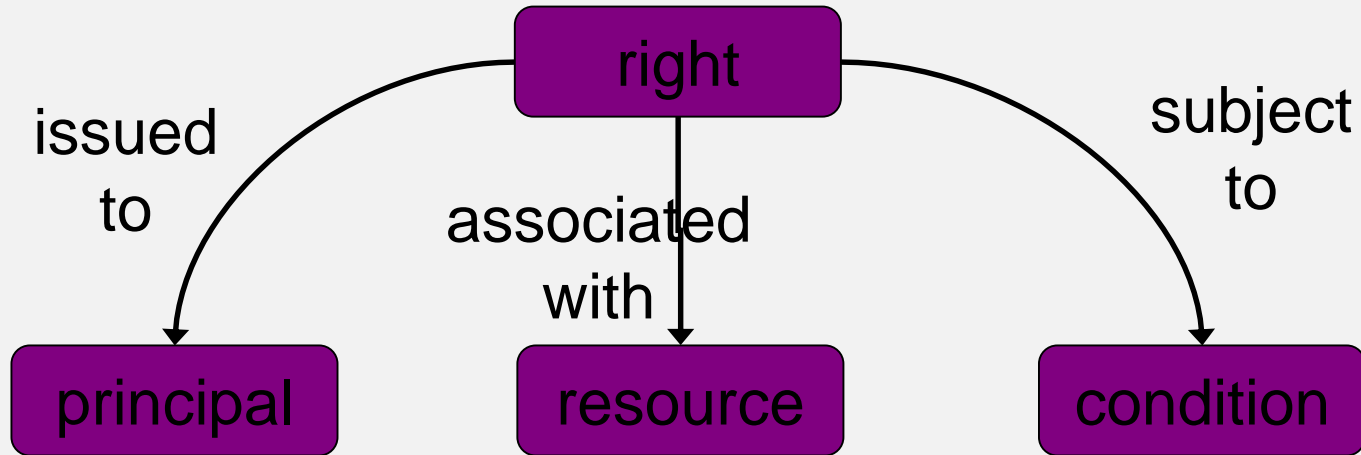 right
issued
to
associated
with
subject
to
principal
resource
condition